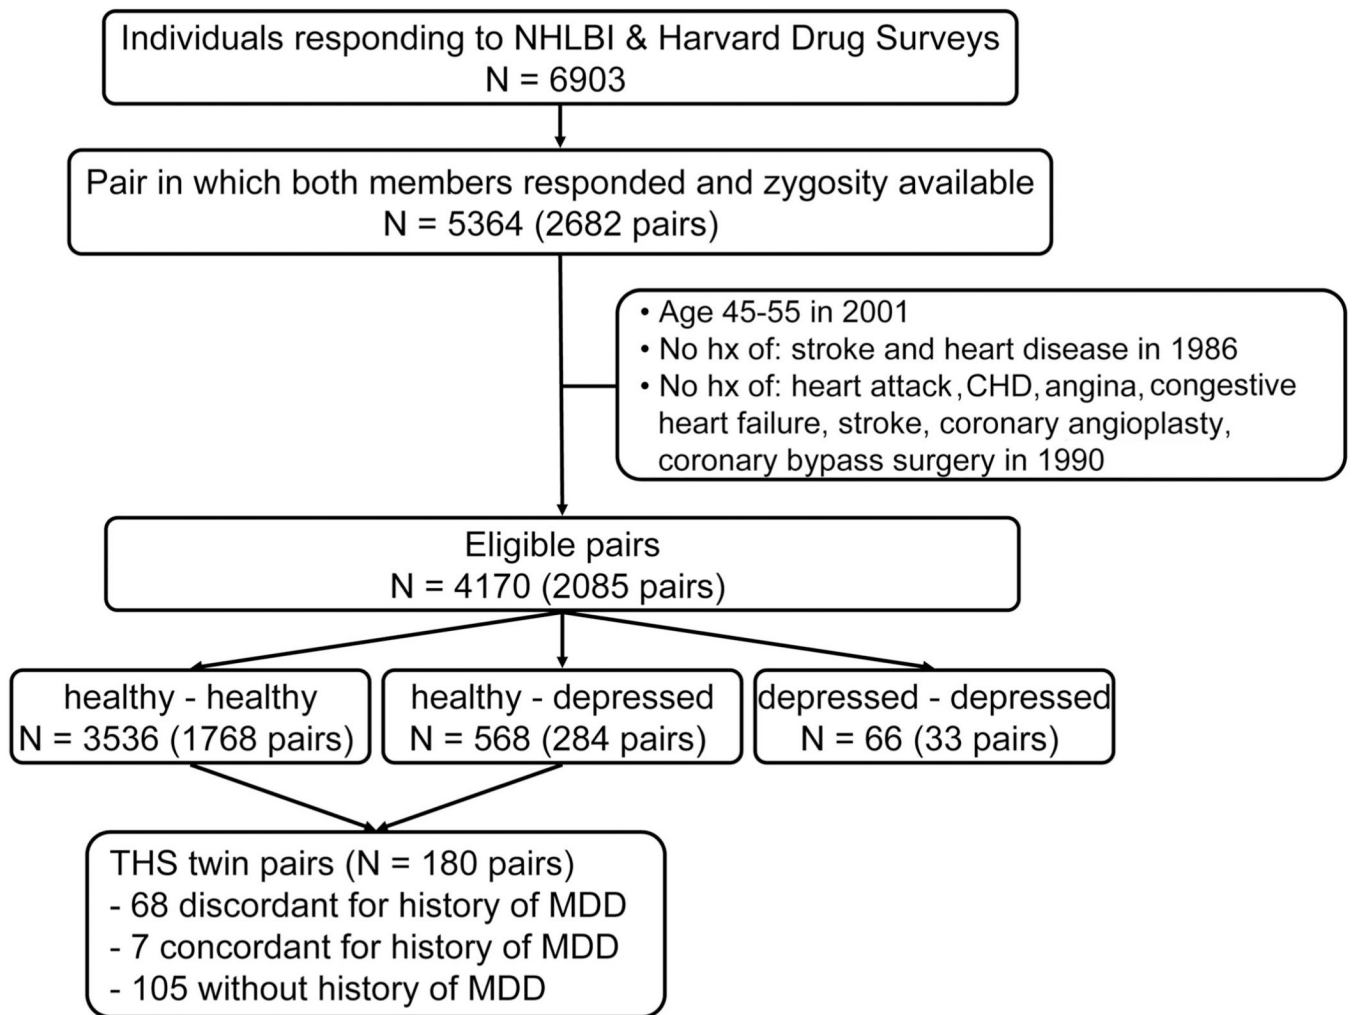 Individuals responding to NHLBI & Harvard Drug Surveys
N = 6903
Pair in which both members responded and zygosity available
N = 5364 (2682 pairs)
• Age 45-55 in 2001
• No hx of: stroke and heart disease in 1986
• No hx of: heart attack, CHD, angina, congestive
heart failure, stroke, coronary angioplasty,
coronary bypass surgery in 1990
Eligible pairs
N = 4170 (2085 pairs)
healthy - healthy
N = 3536 (1768 pairs)
healthy - depressed
N = 568 (284 pairs)
depressed - depressed
N = 66 (33 pairs)
THS twin pairs (N = 180 pairs)
- 68 discordant for history of MDD
- 7 concordant for history of MDD
- 105 without history of MDD